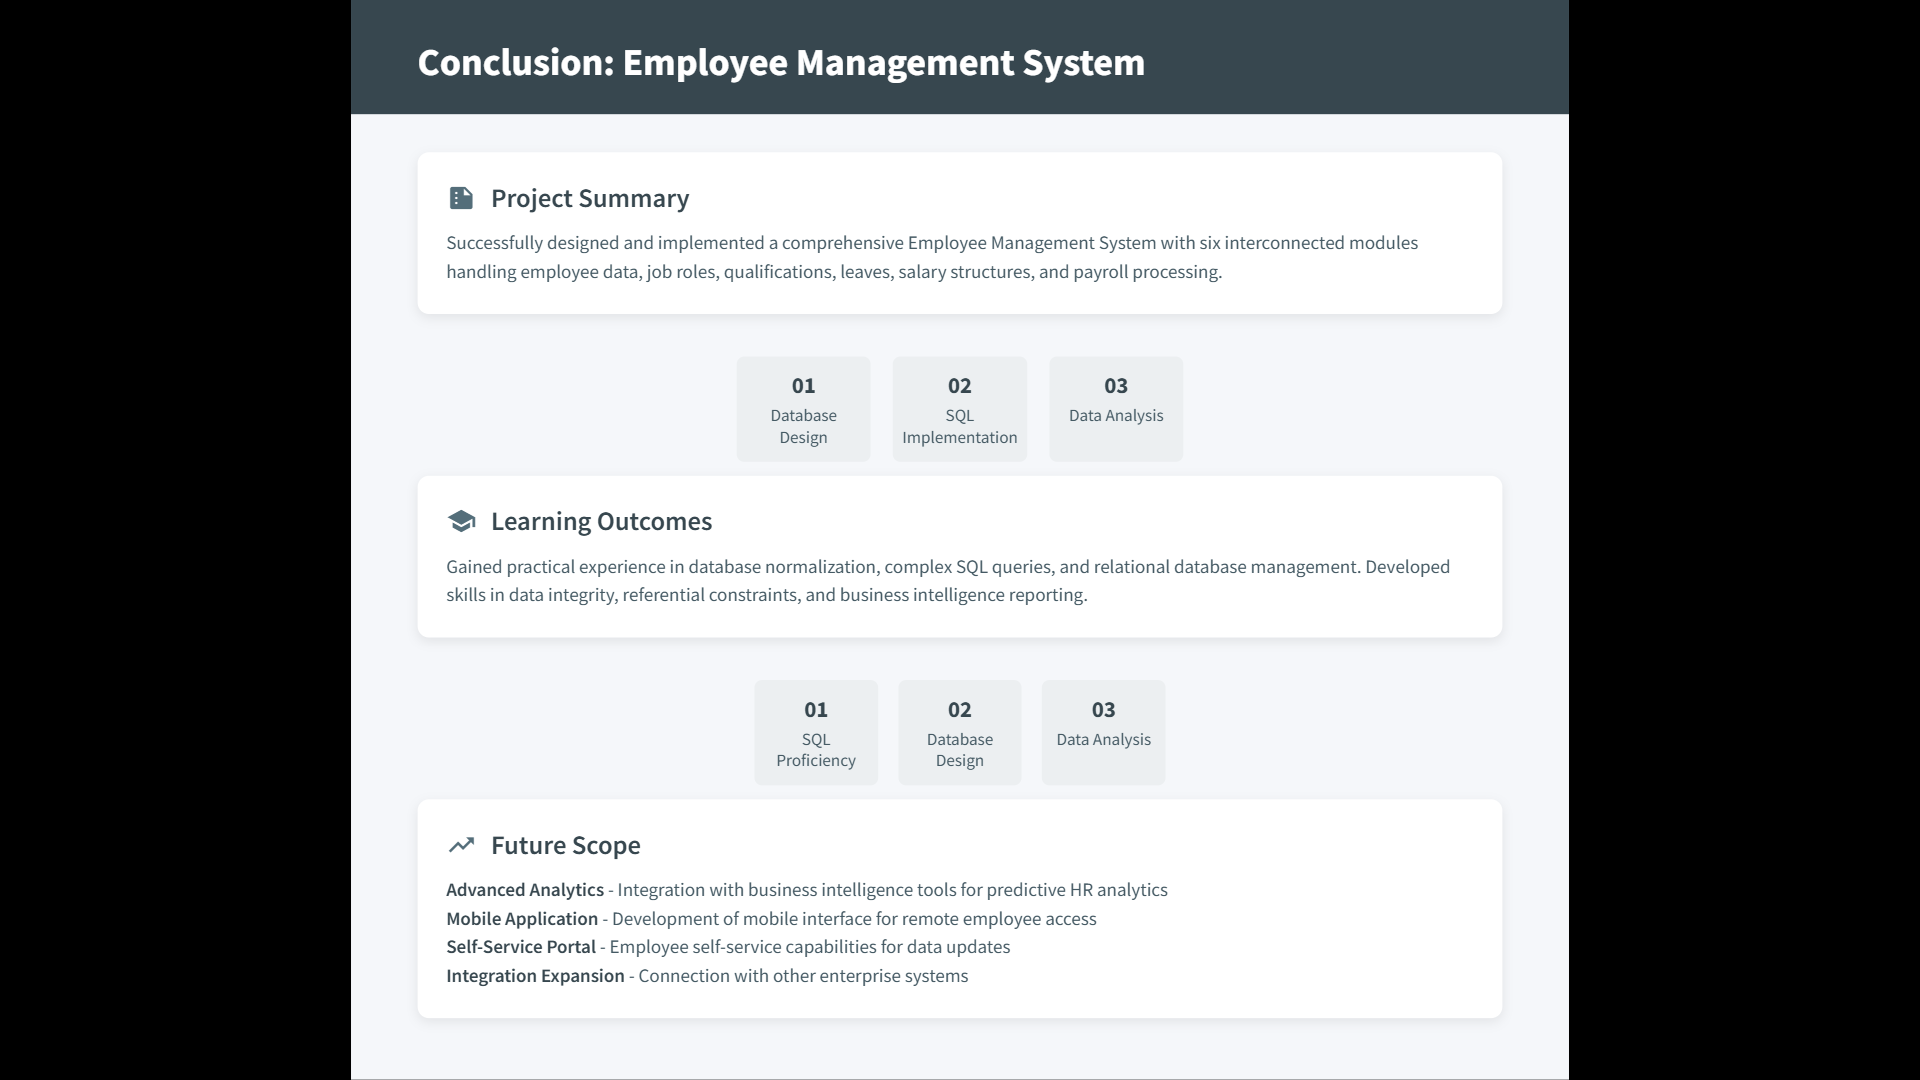 Conclusion: Employee Management System
Project Summary
Successfully designed and implemented a comprehensive Employee Management System with six interconnected modules
handling employee data, job roles, qualifications, leaves, salary structures, and payroll processing.
01
Database
Design
02
SQL
Implementation
03
Data Analysis
Learning Outcomes
Gained practical experience in database normalization, complex SQL queries, and relational database management. Developed
skills in data integrity, referential constraints, and business intelligence reporting.
01
SQL
Proficiency
02
Database
Design
03
Data Analysis
Future Scope
Advanced Analytics - Integration with business intelligence tools for predictive HR analytics
Mobile Application - Development of mobile interface for remote employee access
Self-Service Portal - Employee self-service capabilities for data updates
Integration Expansion - Connection with other enterprise systems